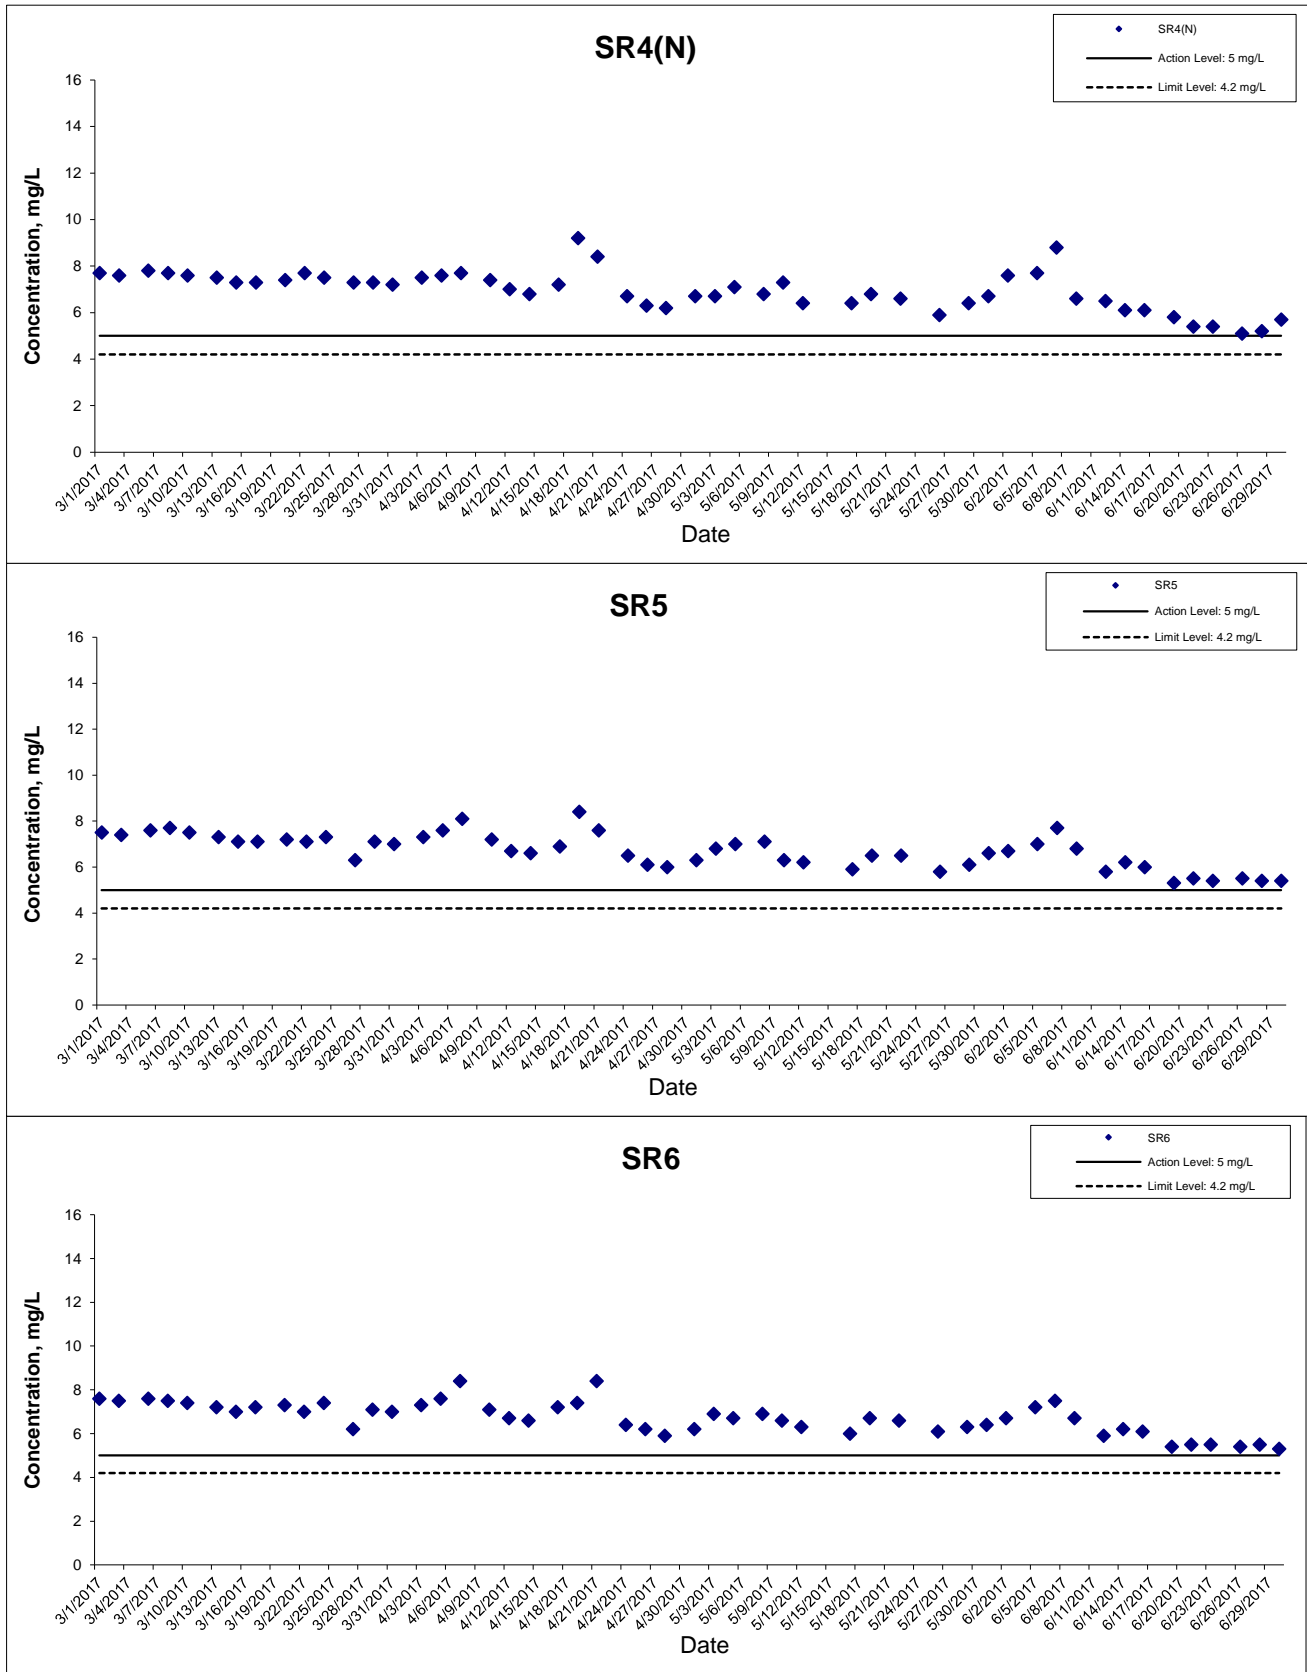 SR4(N)
SR4(N)
Action Level: 5 mg/L
Limit Level: 4.2 mg/L
Concentration, mg/L
16
14
12
10
8
6
4
2
0
3/1/2017 3/4/2017 3/7/2017 3/10/2017 3/13/2017 3/16/2017 3/19/2017 3/22/2017 3/25/2017 3/28/2017 3/31/2017 4/3/2017 4/6/2017 4/9/2017 4/12/2017 4/15/2017 4/18/2017 4/21/2017 4/24/2017 4/27/2017 4/30/2017 5/3/2017 5/6/2017 5/9/2017 5/12/2017 5/15/2017 5/18/2017 5/21/2017 5/24/2017 5/27/2017 5/30/2017 6/2/2017 6/5/2017 6/8/2017 6/11/2017 6/14/2017 6/17/2017 6/20/2017 6/23/2017 6/26/2017 6/29/2017
Date
SR5
SR5
Action Level: 5 mg/L
Limit Level: 4.2 mg/L
Concentration, mg/L
16
14
12
10
8
6
4
2
0
3/1/2017 3/4/2017 3/7/2017 3/10/2017 3/13/2017 3/16/2017 3/19/2017 3/22/2017 3/25/2017 3/28/2017 3/31/2017 4/3/2017 4/6/2017 4/9/2017 4/12/2017 4/15/2017 4/18/2017 4/21/2017 4/24/2017 4/27/2017 4/30/2017 5/3/2017 5/6/2017 5/9/2017 5/12/2017 5/15/2017 5/18/2017 5/21/2017 5/24/2017 5/27/2017 5/30/2017 6/2/2017 6/5/2017 6/8/2017 6/11/2017 6/14/2017 6/17/2017 6/20/2017 6/23/2017 6/26/2017 6/29/2017
Date
SR6
SR6
Action Level: 5 mg/L
Limit Level: 4.2 mg/L
Concentration, mg/L
16
14
12
10
8
6
4
2
0
3/1/2017 3/4/2017 3/7/2017 3/10/2017 3/13/2017 3/16/2017 3/19/2017 3/22/2017 3/25/2017 3/28/2017 3/31/2017 4/3/2017 4/6/2017 4/9/2017 4/12/2017 4/15/2017 4/18/2017 4/21/2017 4/24/2017 4/27/2017 4/30/2017 5/3/2017 5/6/2017 5/9/2017 5/12/2017 5/15/2017 5/18/2017 5/21/2017 5/24/2017 5/27/2017 5/30/2017 6/2/2017 6/5/2017 6/8/2017 6/11/2017 6/14/2017 6/17/2017 6/20/2017 6/23/2017 6/26/2017 6/29/2017
Date